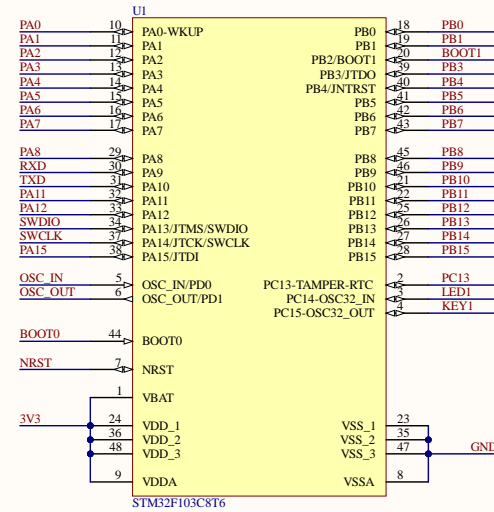 U1
PA0 10 PA0-WKUP PB0 18 PB0
PA1 11 PA1 PB1 19 PB1
PA2 12 PA2 PB2/BOOT1 20 BOOT1
PA3 13 PA3 PB3/JTDO 39 PB3
PA4 14 PA4 PB4/JNTRST 40 PB4
PA5 15 PA5 PB5 41 PB5
PA6 16 PA6 PB6 42 PB6
PA7 17 PA7 PB7 43 PB7
PA8 29 PA8 PB8 45 PB8
RXD 30 PA9 PB9 46 PB9
TXD 31 PA10 PB10 21 PB10
PA11 32 PA11 PB11 22 PB11
PA12 33 PA12 PB12 25 PB12
SWDIO 34 PA13/JTMS/SWDIO PB13 26 PB13
SWCLK 37 PA14/JTCK/SWCLK PB14 27 PB14
PA15 38 PA15/JTDI PB15 28 PB15
OSC_IN 5 OSC_IN/PD0 PC13-TAMPER-RTC 2 PC13
OSC_OUT 6 OSC_OUT/PD1 PC14-OSC32_IN 3 LED1
PC15-OSC32_OUT 4 KEY1
BOOT0 44 BOOT0
NRST 7 NRST
1 VBAT
3V3 24 VDD_1 VSS_1 23
36 VDD_2 VSS_2 35
48 VDD_3 VSS_3 47 GND
9 VDDA VSSA 8
STM32F103C8T6